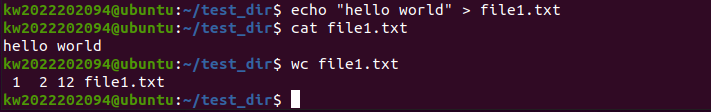 kw2022202094@ubuntu:~/test_dir$ echo "hello world" > file1.txt
kw2022202094@ubuntu:~/test_dir$ cat file1.txt
hello world
kw2022202094@ubuntu:~/test_dir$ wc file1.txt
 1  2 12 file1.txt
kw2022202094@ubuntu:~/test_dir$